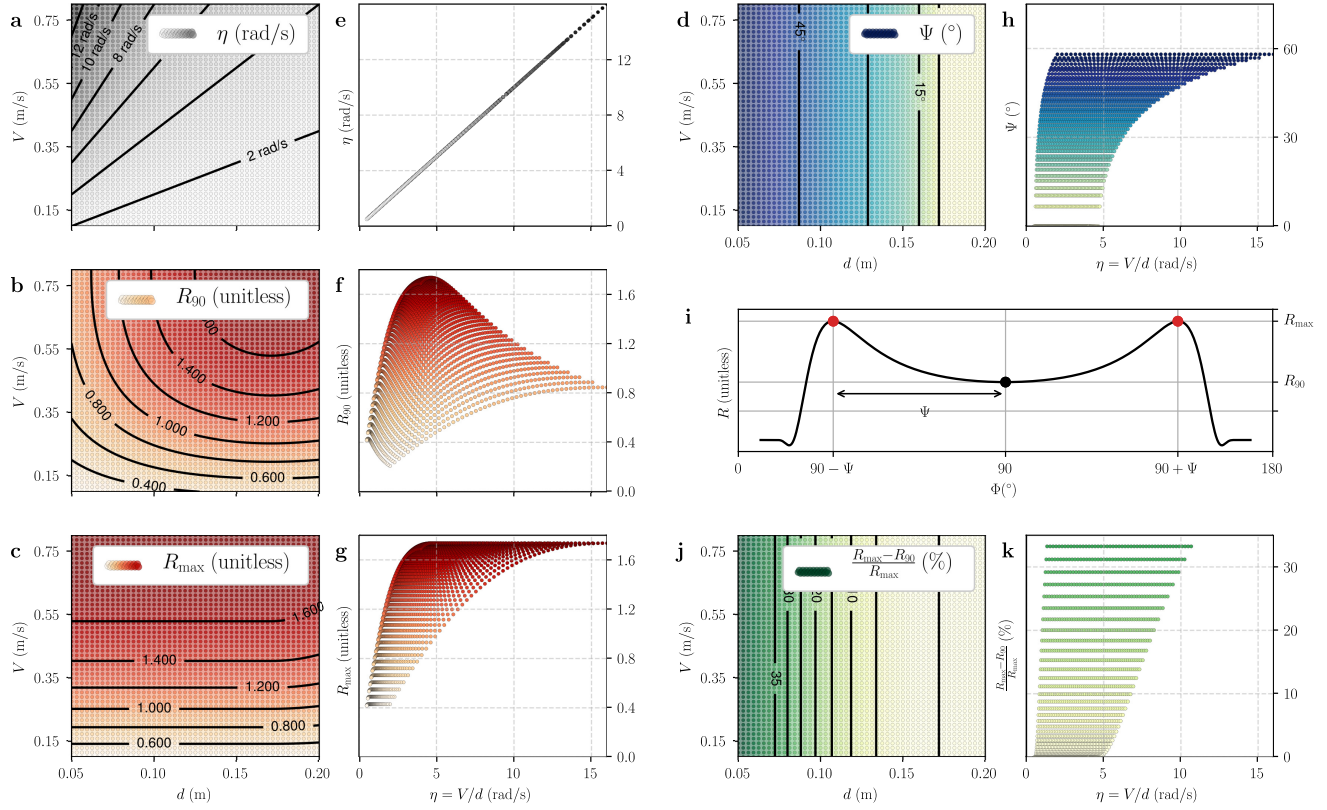 a
V (m/s)
0.75
0.55
0.35
0.15
12 rad/s
10 rad/s
8 rad/s
2 rad/s
η (rad/s)
e
η (rad/s)
12
8
4
0
d
V (m/s)
0.75
0.55
0.35
0.15
45°
15°
Ψ (°)
0.05
0.10
0.15
0.20
d (m)
h
Ψ (°)
60
30
0
0
5
10
15
η = V/d (rad/s)
b
V (m/s)
0.75
0.55
0.35
0.15
R₉₀ (unitless)
1.400
1.200
1.000
0.800
0.600
0.400
f
R₉₀ (unitless)
1.6
1.2
0.8
0.4
0.0
i
R (unitless)
R_max
R₉₀
Ψ
0
90 − Ψ
90
90 + Ψ
180
Φ(°)
c
V (m/s)
0.75
0.55
0.35
0.15
R_max (unitless)
1.600
1.400
1.200
1.000
0.800
0.600
0.05
0.10
0.15
0.20
d (m)
g
R_max (unitless)
1.6
1.2
0.8
0.4
0.0
0
5
10
15
η = V/d (rad/s)
j
V (m/s)
0.75
0.55
0.35
0.15
(R_max−R₉₀)/R_max (%)
35
0.05
0.10
0.15
0.20
d (m)
k
(R_max−R₉₀)/R_max (%)
30
20
10
0
0
5
10
15
η = V/d (rad/s)